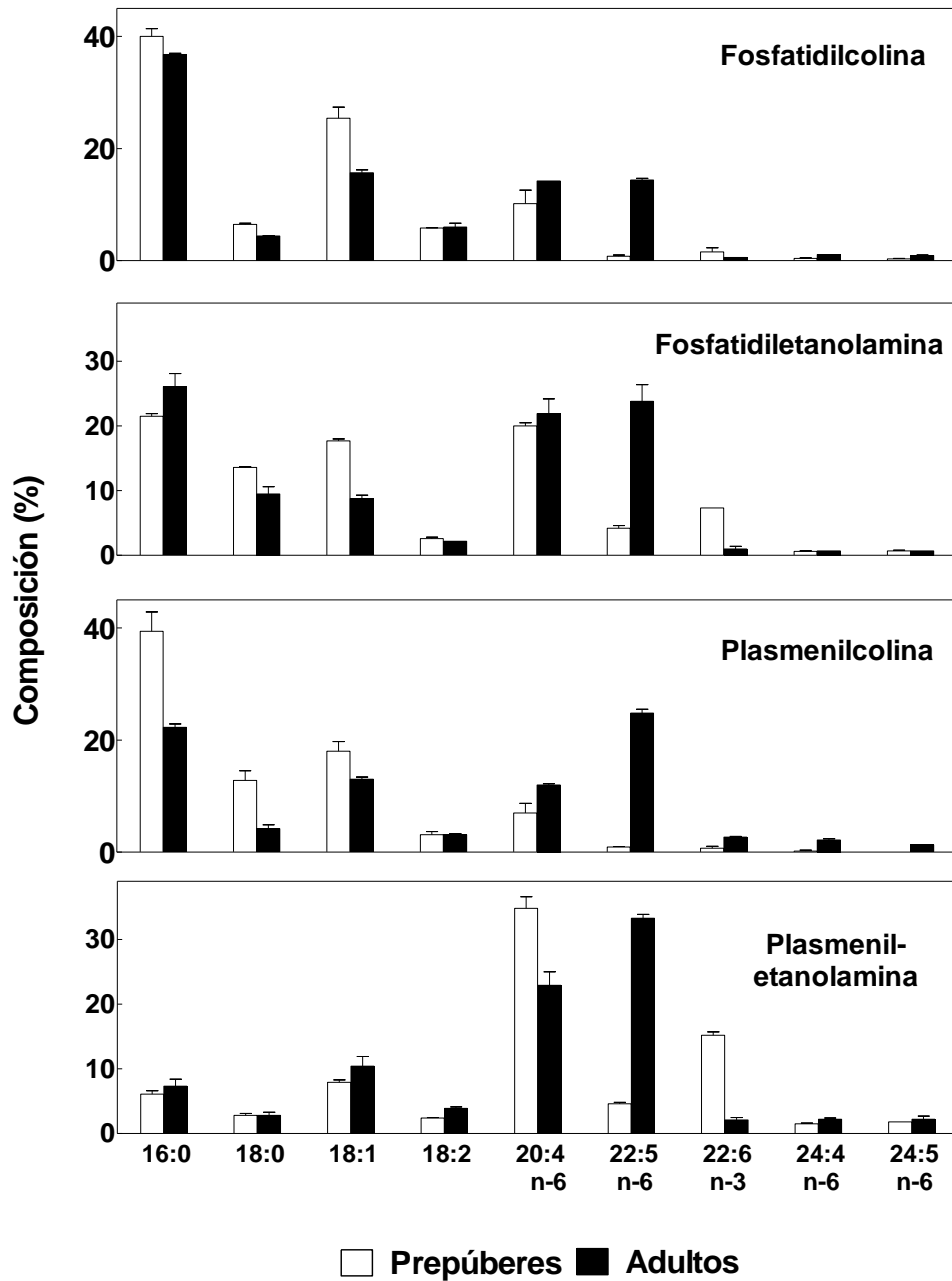 Composición (%)
40
20
0
Fosfatidilcolina
30
20
10
0
Fosfatidiletanolamina
40
20
0
Plasmenilcolina
30
20
10
0
Plasmenil-
etanolamina
16:0 18:0 18:1 18:2 20:4 22:5 22:6 24:4 24:5
n-6 n-6 n-3 n-6 n-6
Prepúberes Adultos